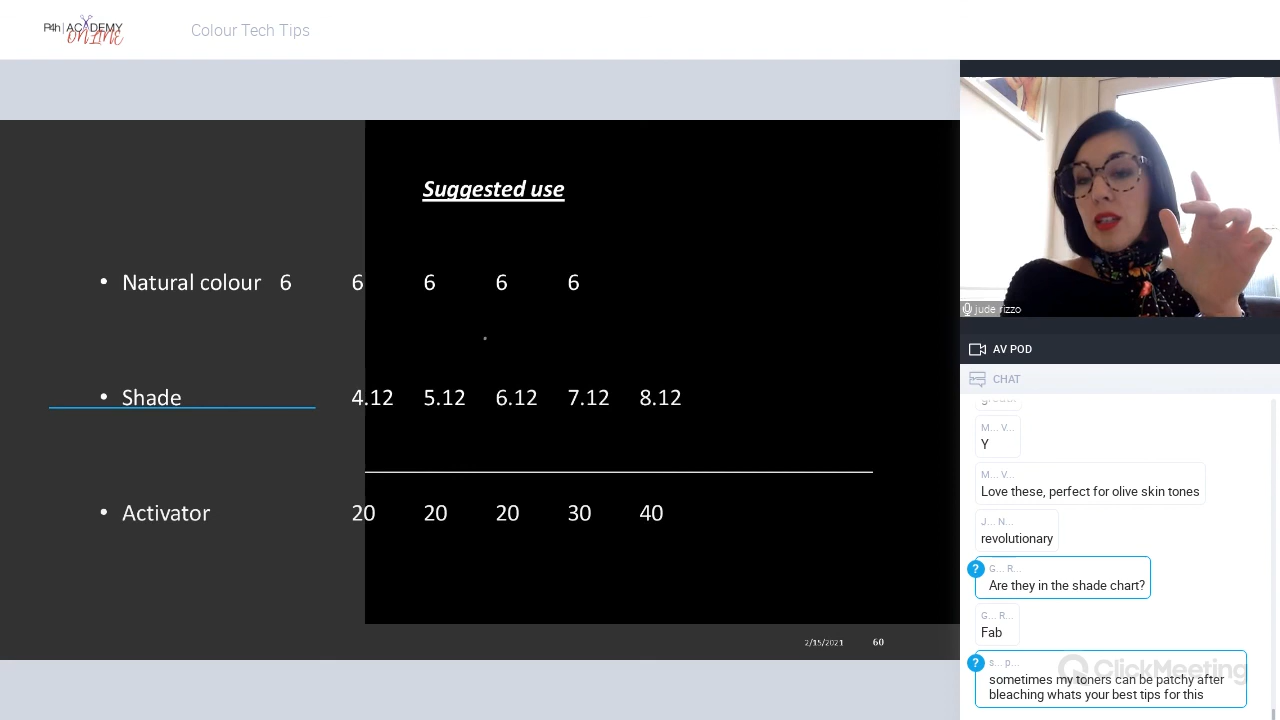 P4h | ACADEMY
ONLINE
Colour Tech Tips
Suggested use
• Natural colour 6 6 6 6 6
• Shade 4.12 5.12 6.12 7.12 8.12
• Activator 20 20 20 30 40
2/15/2021 60
jude rizzo
AV POD
CHAT
M... V...
Y
M... V...
Love these, perfect for olive skin tones
J... N...
revolutionary
? G... R...
Are they in the shade chart?
G... R...
Fab
? s... p...
ClickMeeting
sometimes my toners can be patchy after
bleaching whats your best tips for this